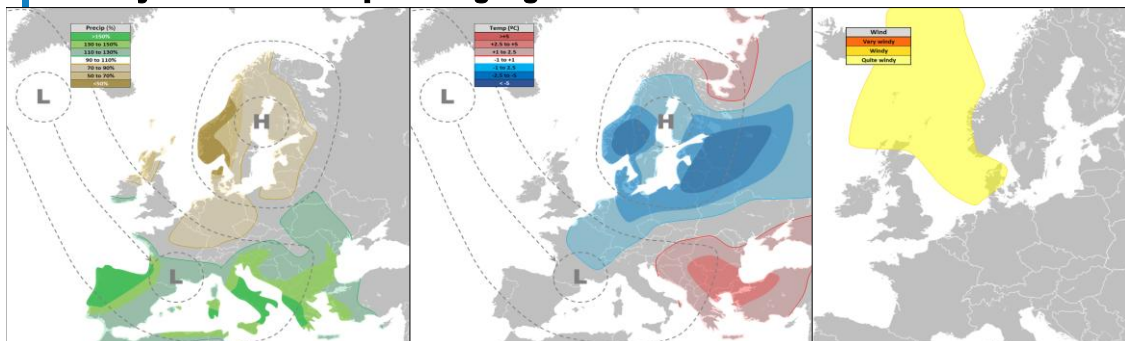 Precip (%)
>150%
130 to 150%
110 to 130%
90 to 110%
70 to 90%
50 to 70%
<50%
L
H
L
Temp [ºC]
>+5
+2.5 to +5
+1 to 2.5
-1 to +1
-1 to 2.5
-2.5 to -5
< -5
H
L
Wind
Very windy
Windy
Quite windy